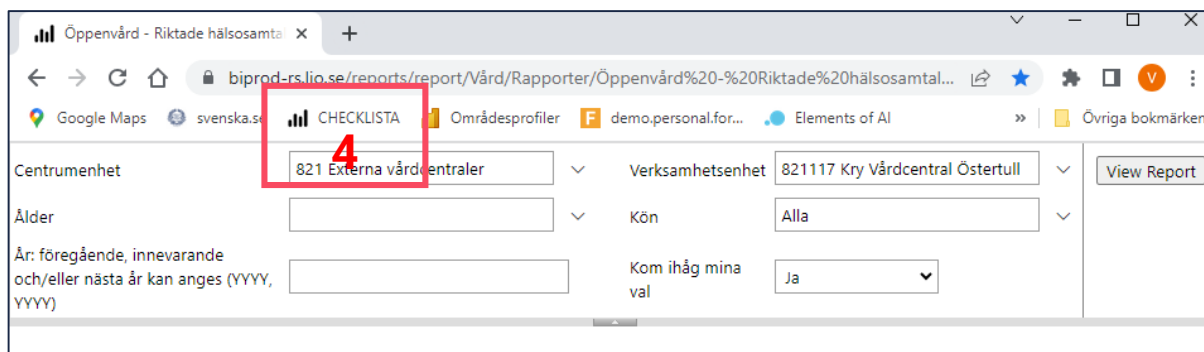 Öppenvård - Riktade hälsosamta
biprod-rs.lio.se/reports/report/Vård/Rapporter/Öppenvård%20-%20Riktade%20hälsosamtal...
V
Google Maps svenska.se CHECKLISTA Områdesprofiler F demo.personal.for... Elements of AI » Övriga bokmärken
4
Centrumenhet 821 Externa vårdcentraler Verksamhetsenhet 821117 Kry Vårdcentral Östertull View Report
Ålder Kön Alla
År: föregående, innevarande
och/eller nästa år kan anges (YYYY,
YYYY)
Kom ihåg mina
val
Ja